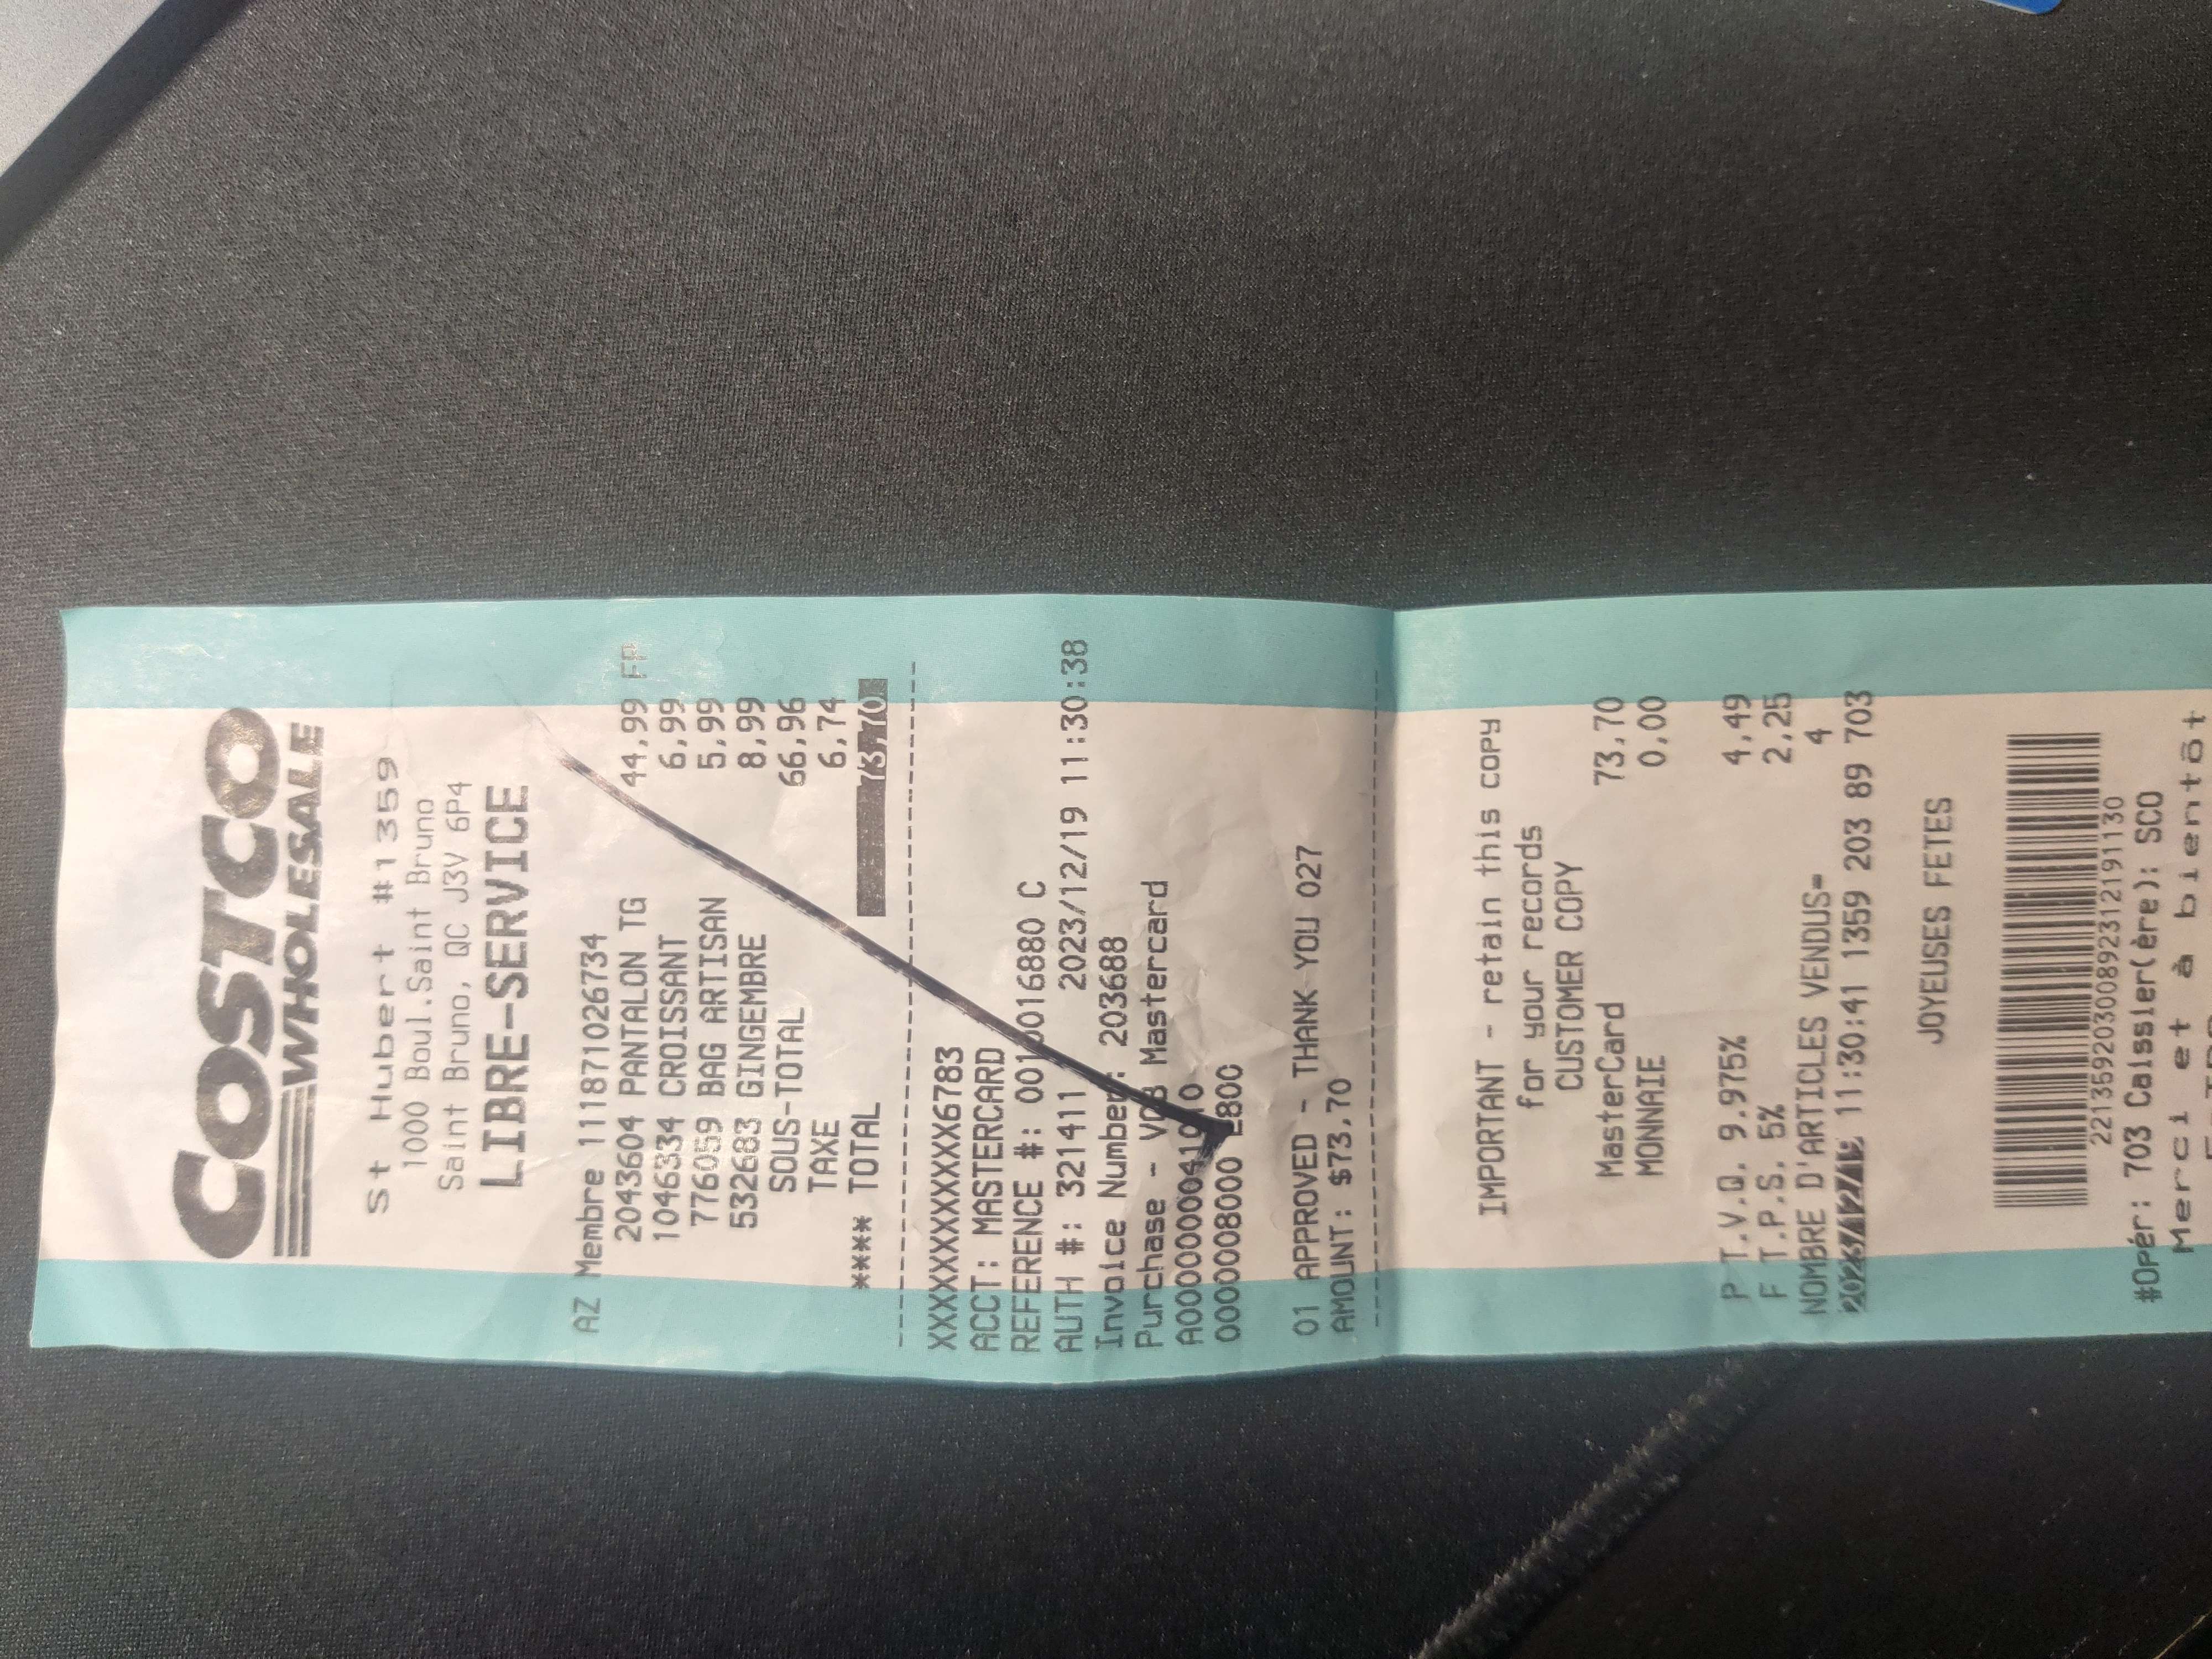 COSTCO
WHOLESALE
St Hubert #1359
1000 Boul.Saint Bruno
Saint Bruno, QC J3V 6P4
LIBRE-SERVICE
AZ Membre 111871026734
2043604 PANTALON TG 44,99 FP
1046334 CROISSANT 6,99
776059 BAG ARTISAN 5,99
532683 GINGEMBRE 8,99
SOUS-TOTAL 66,96
TAXE 6,74
**** TOTAL 73,70
XXXXXXXXXXXX6783
ACCT: MASTERCARD
REFERENCE #: 0010016880 C
AUTH #: 321411 2023/12/19 11:30:38
Invoice Number: 203688
Purchase - VCB Mastercard
A0000000041010
0000008000 E800
01 APPROVED - THANK YOU 027
AMOUNT: $73.70
IMPORTANT - retain this copy
for your records
CUSTOMER COPY
MasterCard 73,70
MONNAIE 0,00
P T.V.Q. 9.975% 4,49
F T.P.S. 5% 2,25
NOMBRE D'ARTICLES VENDUS= 4
2023/12/19 11:30:41 1359 203 89 703
JOYEUSES FETES
22135920300892312191130
#Opér: 703 Caissier(ère): SCO
Merci et à bientôt